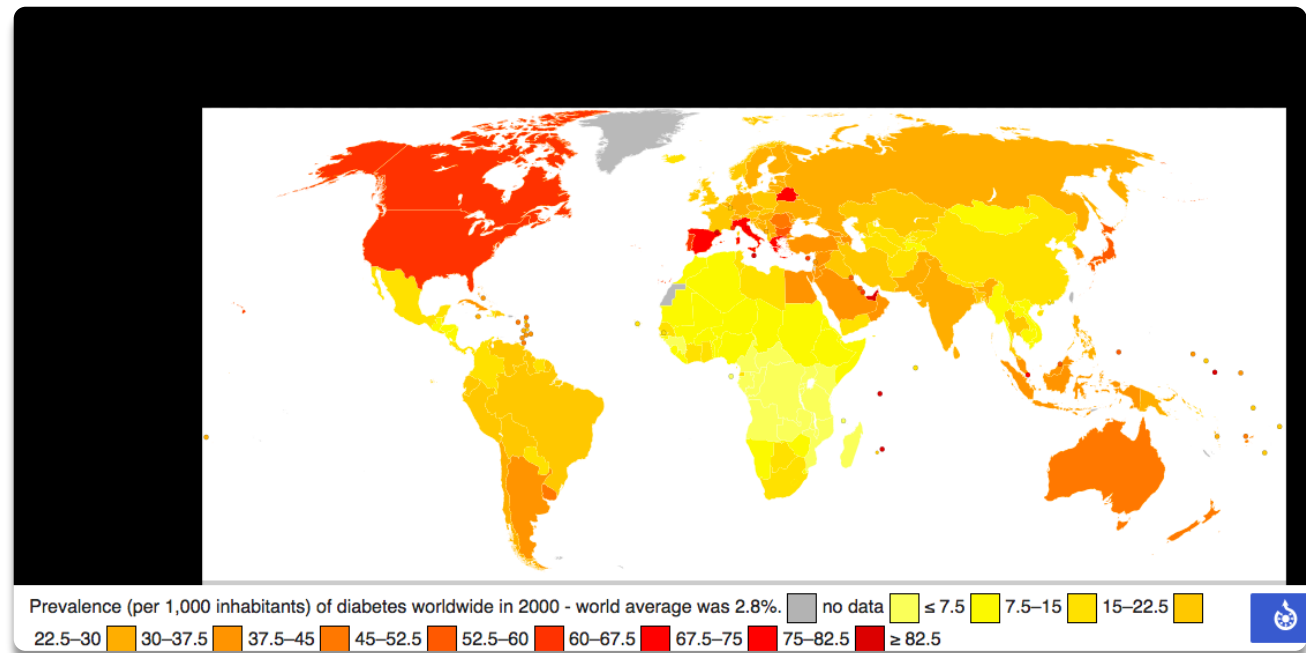 Prevalence (per 1,000 inhabitants) of diabetes worldwide in 2000 - world average was 2.8%. no data ≤ 7.5 7.5–15 15–22.5
22.5–30 30–37.5 37.5–45 45–52.5 52.5–60 60–67.5 67.5–75 75–82.5 ≥ 82.5